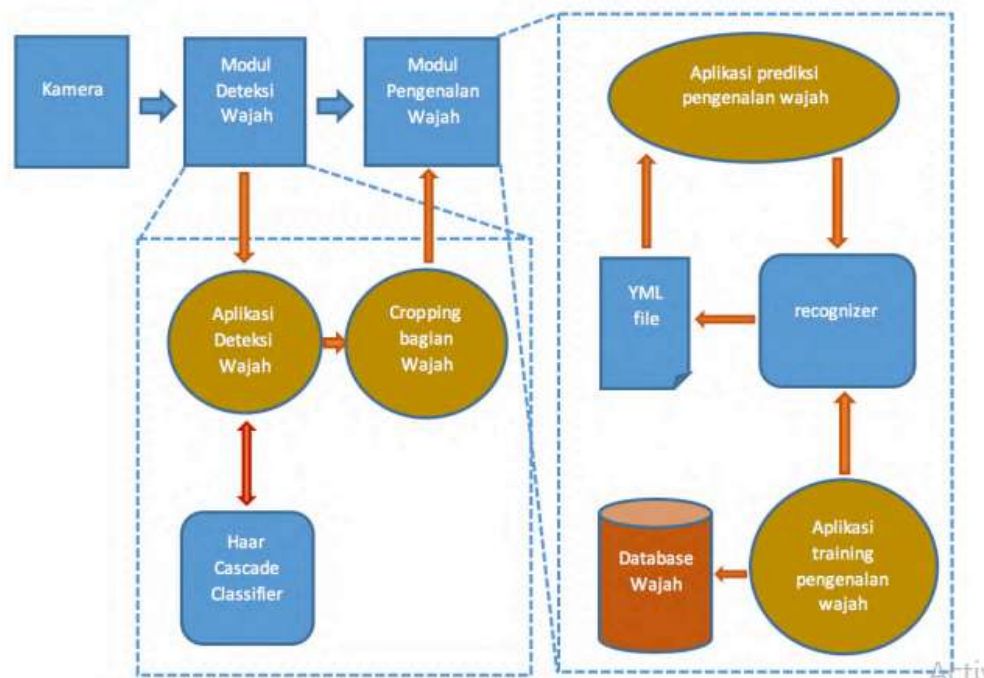 Kamera
Modul
Deteksi
Wajah
Modul
Pengenalan
Wajah
Aplikasi
Deteksi
Wajah
Cropping
bagian
Wajah
Haar
Cascade
Classifier
Aplikasi prediksi
pengenalan wajah
YML
file
recognizer
Database
Wajah
Aplikasi
training
pengenalan
wajah